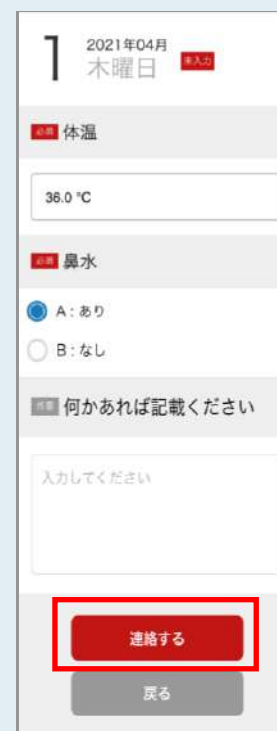 1
2021年04月
木曜日 未入力
必須 体温
36.0 °C
必須 鼻水
A : あり
B : なし
任意 何かあれば記載ください
入力してください
連絡する
戻る